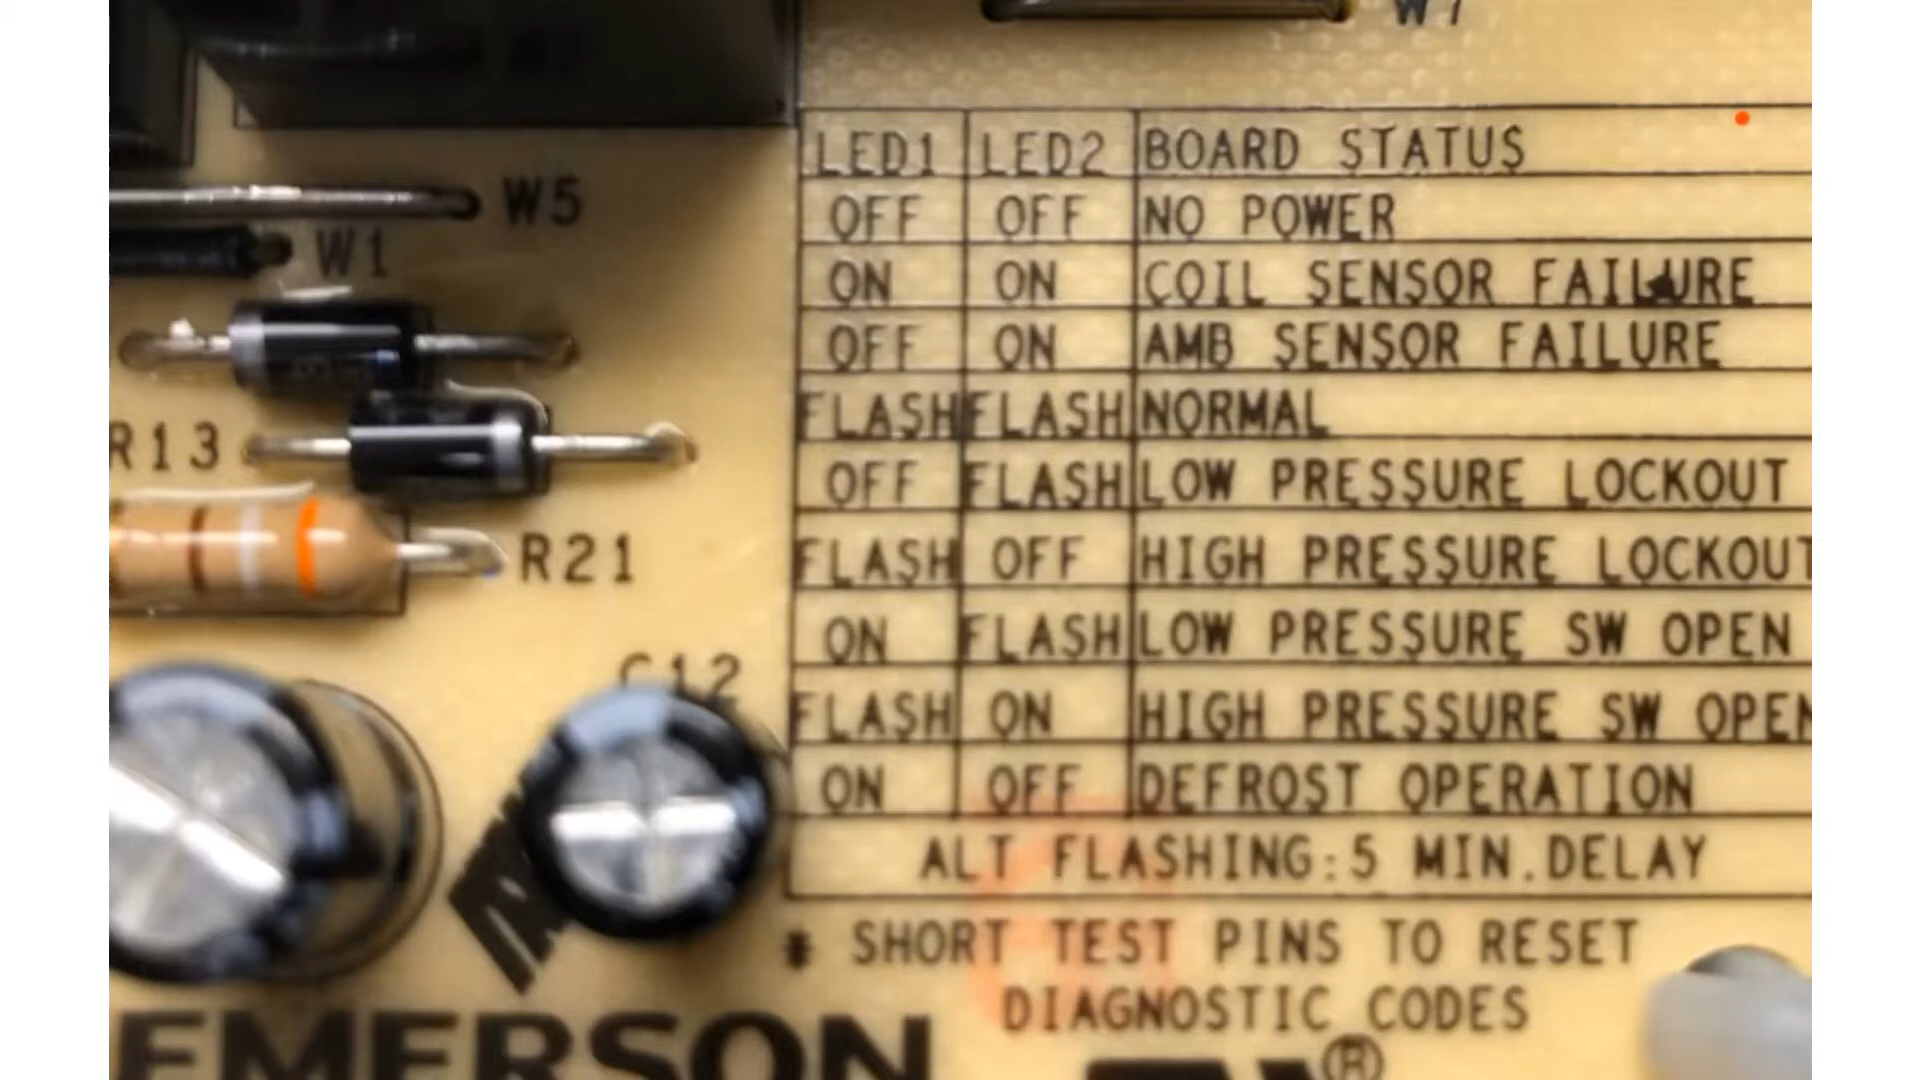 W7
W5
W1
R13
R21
C12
LED1 LED2 BOARD STATUS
OFF OFF NO POWER
ON ON COIL SENSOR FAILURE
OFF ON AMB SENSOR FAILURE
FLASH FLASH NORMAL
OFF FLASH LOW PRESSURE LOCKOUT
FLASH OFF HIGH PRESSURE LOCKOUT
ON FLASH LOW PRESSURE SW OPEN
FLASH ON HIGH PRESSURE SW OPEN
ON OFF DEFROST OPERATION
ALT FLASHING:5 MIN.DELAY
* SHORT TEST PINS TO RESET
DIAGNOSTIC CODES
EMERSON
®